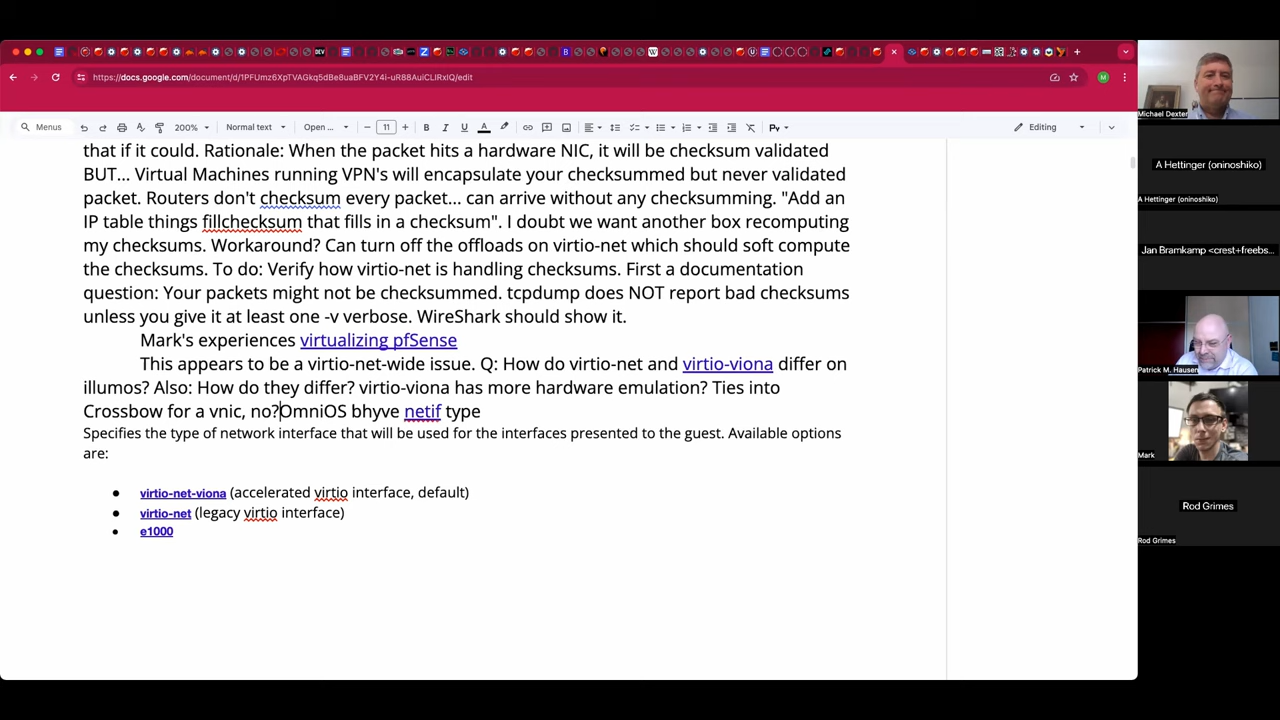 https://docs.google.com/document/d/1PFUmz6XpTVAGkq5dBe8uaBFV2Y4i-uR88AuiCLIRxIQ/edit
M
Menus
200%
Normal text
Open ...
11
Editing
that if it could. Rationale: When the packet hits a hardware NIC, it will be checksum validated
BUT... Virtual Machines running VPN's will encapsulate your checksummed but never validated
packet. Routers don't checksum every packet... can arrive without any checksumming. "Add an
IP table things fillchecksum that fills in a checksum". I doubt we want another box recomputing
my checksums. Workaround? Can turn off the offloads on virtio-net which should soft compute
the checksums. To do: Verify how virtio-net is handling checksums. First a documentation
question: Your packets might not be checksummed. tcpdump does NOT report bad checksums
unless you give it at least one -v verbose. WireShark should show it.
Mark's experiences virtualizing pfSense
This appears to be a virtio-net-wide issue. Q: How do virtio-net and virtio-viona differ on
illumos? Also: How do they differ? virtio-viona has more hardware emulation? Ties into
Crossbow for a vnic, no?OmniOS bhyve netif type
Specifies the type of network interface that will be used for the interfaces presented to the guest. Available options
are:
● virtio-net-viona (accelerated virtio interface, default)
● virtio-net (legacy virtio interface)
● e1000
Michael Dexter
A Hettinger (oninoshiko)
A Hettinger (oninoshiko)
Jan Bramkamp <crest+freebs...
Patrick M. Hausen
Mark
Rod Grimes
Rod Grimes